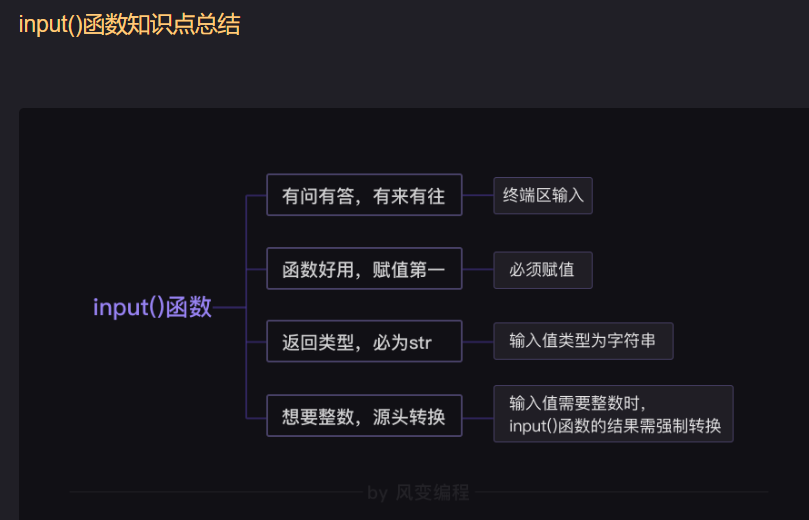 input()函数知识点总结
有问有答，有来有往
终端区输入
函数好用，赋值第一
必须赋值
input()函数
返回类型，必为str
输入值类型为字符串
想要整数，源头转换
输入值需要整数时，
input()函数的结果需强制转换
by 风变编程